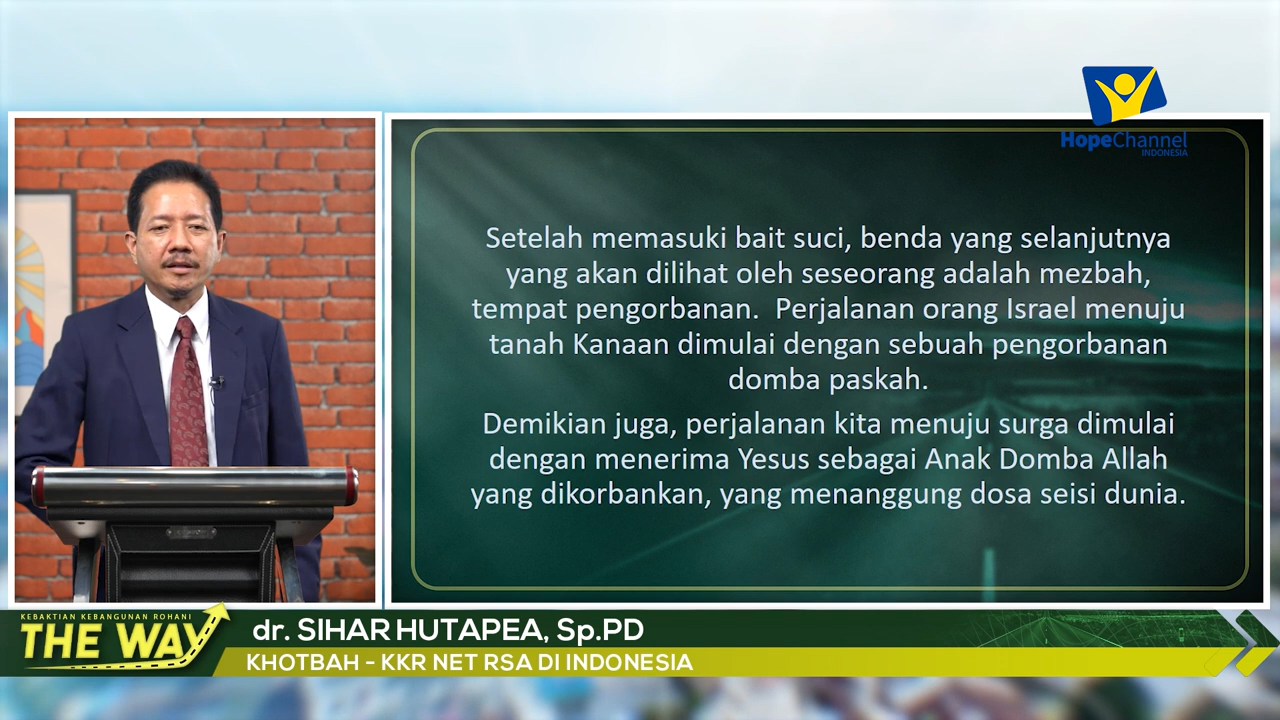 HopeChannel
INDONESIA
Setelah memasuki bait suci, benda yang selanjutnya
yang akan dilihat oleh seseorang adalah mezbah,
tempat pengorbanan.  Perjalanan orang Israel menuju
tanah Kanaan dimulai dengan sebuah pengorbanan
domba paskah.
Demikian juga, perjalanan kita menuju surga dimulai
dengan menerima Yesus sebagai Anak Domba Allah
yang dikorbankan, yang menanggung dosa seisi dunia.
KEBAKTIAN KEBANGUNAN ROHANI
THE WAY
dr. SIHAR HUTAPEA, Sp.PD
KHOTBAH - KKR NET RSA DI INDONESIA